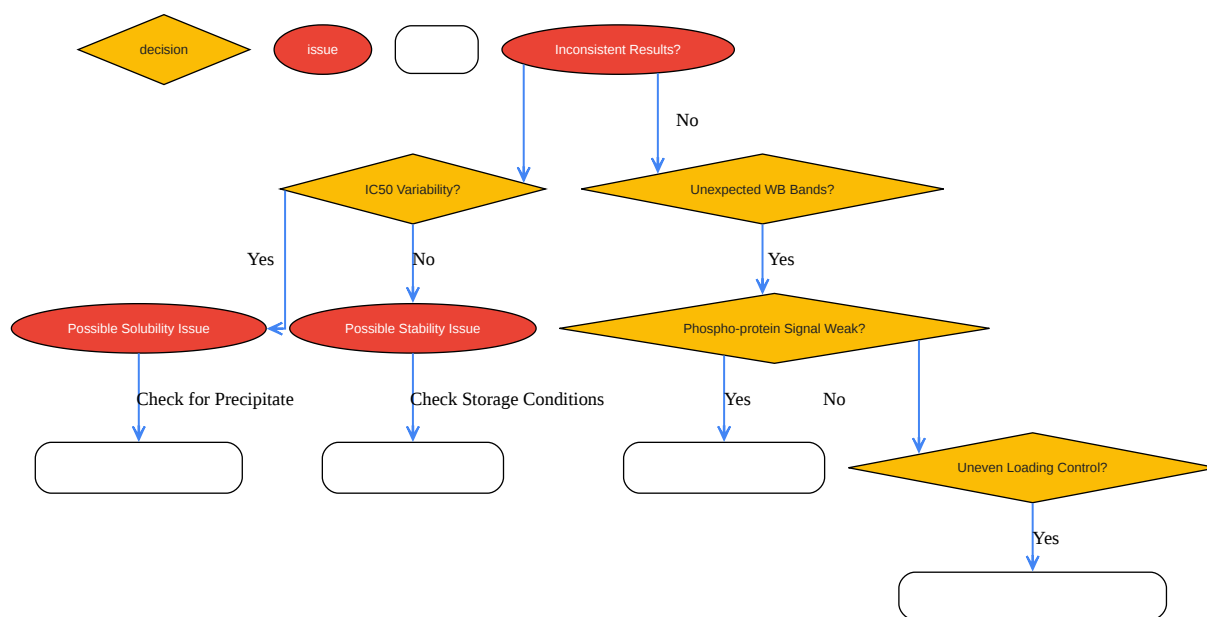 decision
issue
Inconsistent Results?
No
IC50 Variability?
Unexpected WB Bands?
Yes
No
Yes
Possible Solubility Issue
Possible Stability Issue
Phospho-protein Signal Weak?
Check for Precipitate
Check Storage Conditions
Yes
No
Uneven Loading Control?
Yes